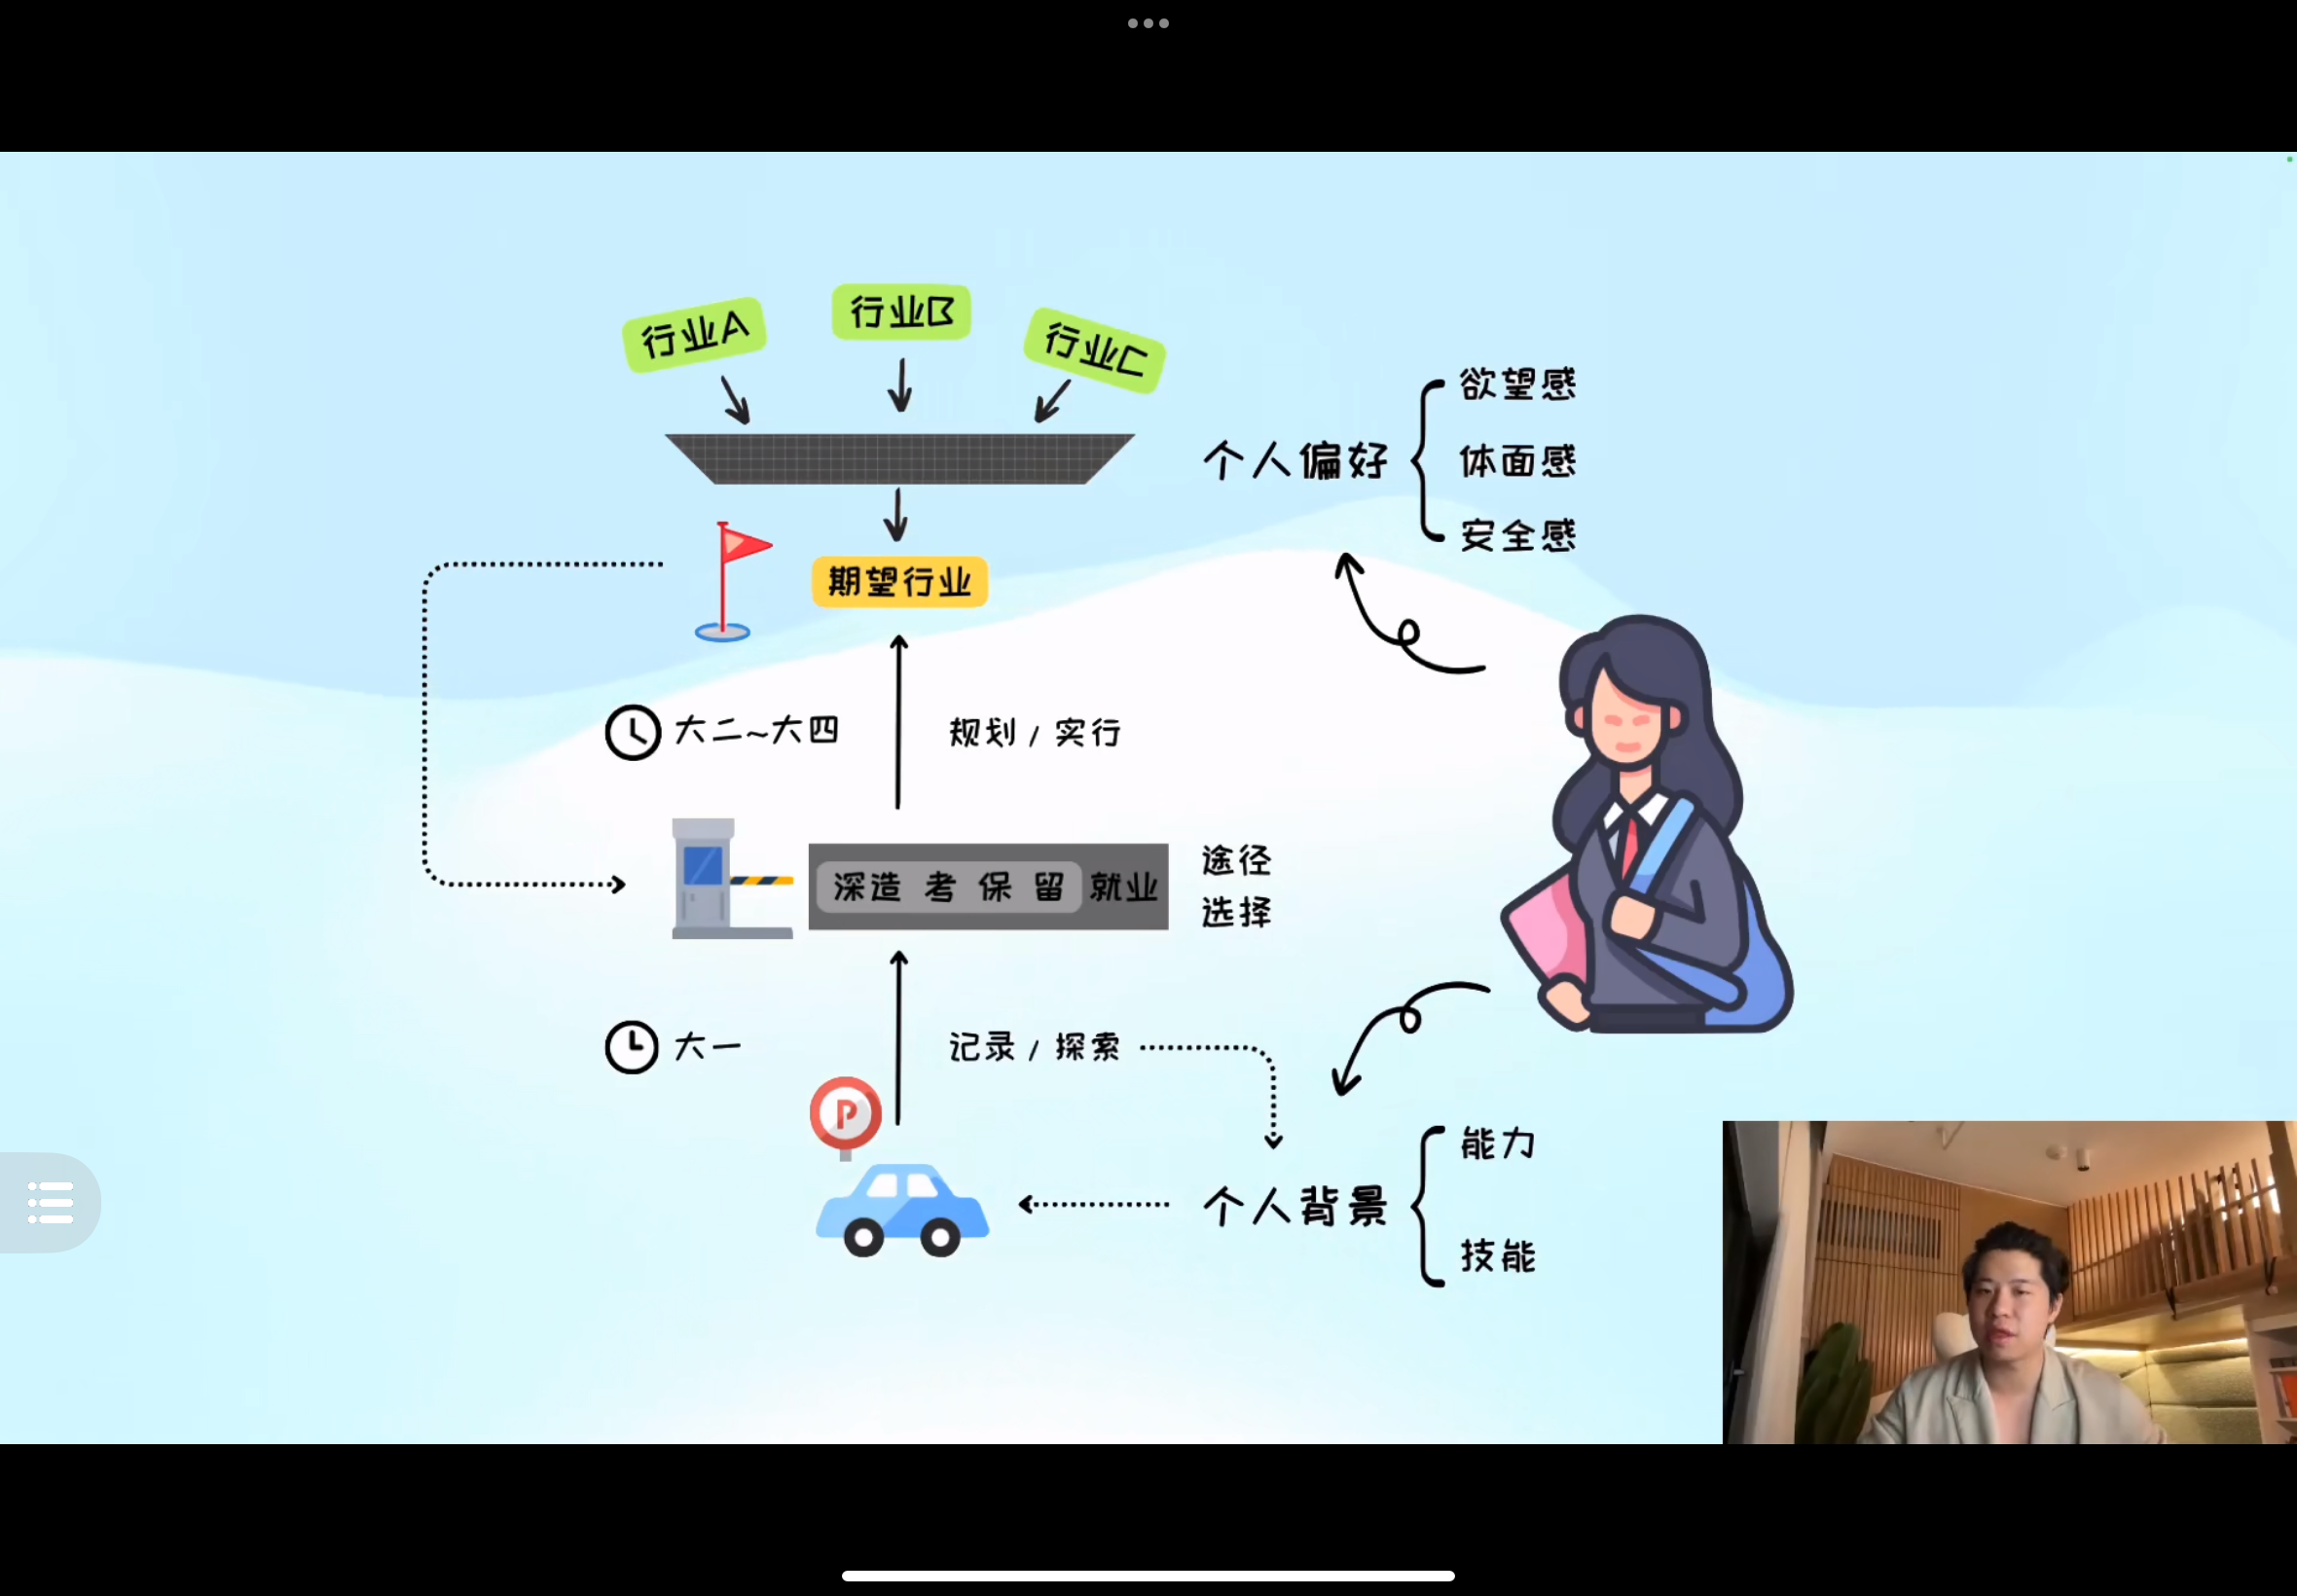 行业A
行业B
行业C
个人偏好
欲望感
体面感
安全感
期望行业
大二~大四
规划 / 实行
深造 考 保 留 就业
途径
选择
大一
记录 / 探索
P
个人背景
能力
技能